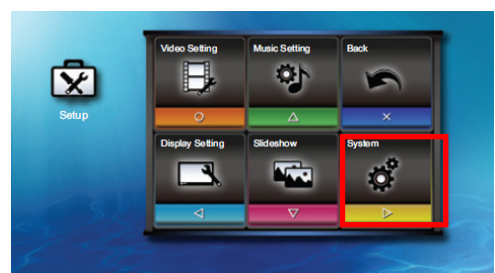 Video Setting
Music Setting
Back
Setup
Display Setting
Slideshow
System